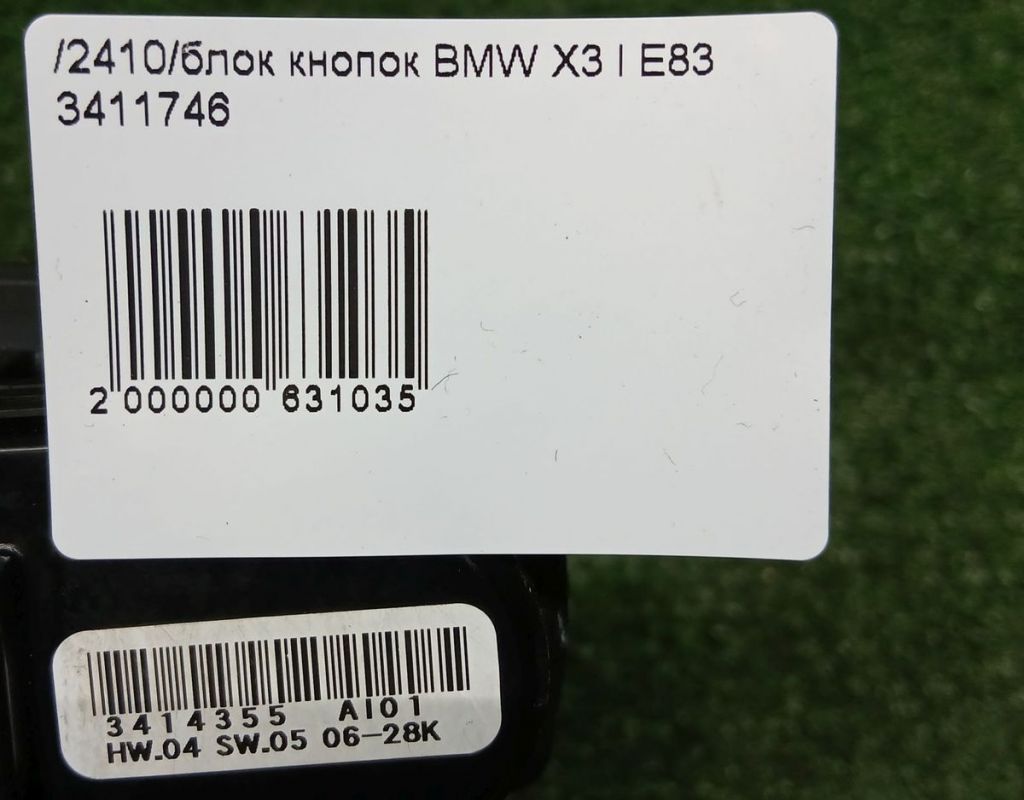 /2410/блок кнопок BMW X3 I E83
3411746
2 000000 631035
3414355 AI01
HW.04 SW.05 06-28K